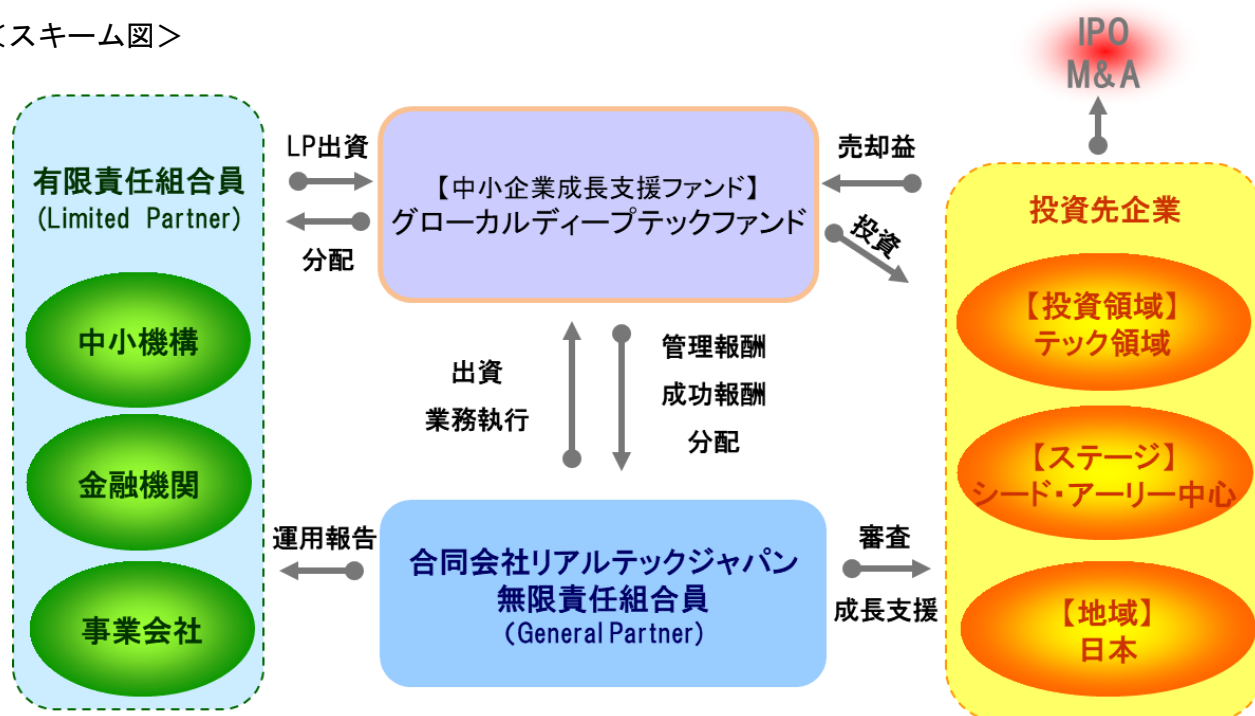 ＜スキーム図＞
IPO
M&A
有限責任組合員
(Limited Partner)
中小機構
金融機関
事業会社
LP出資
分配
【中小企業成長支援ファンド】
グローカルディープテックファンド
売却益
投資
出資
業務執行
管理報酬
成功報酬
分配
運用報告
合同会社リアルテックジャパン
無限責任組合員
（General Partner）
審査
成長支援
投資先企業
【投資領域】
テック領域
【ステージ】
シード・アーリー中心
【地域】
日本